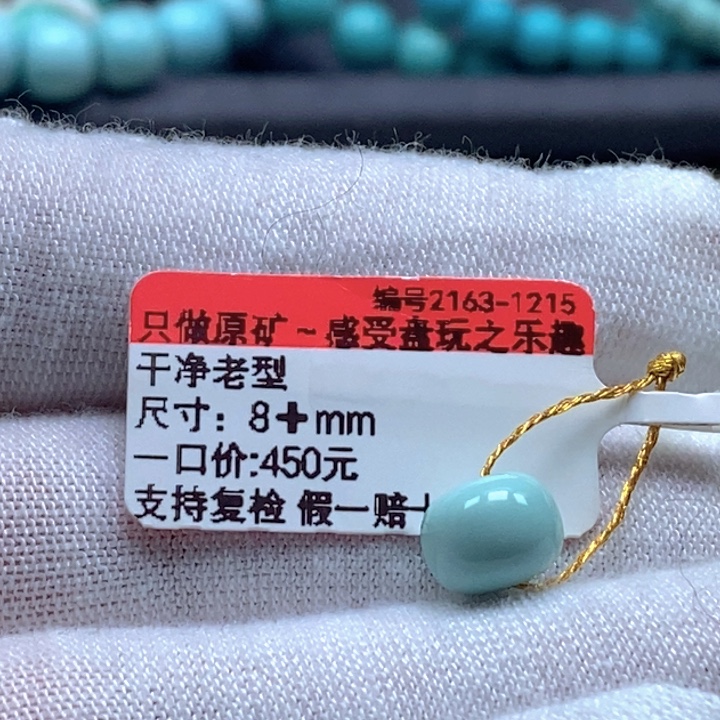 编号2163-1215
只做原矿~感受盘玩之乐趣
干净老型
尺寸：8+mm
一口价:450元
支持复检 假一赔